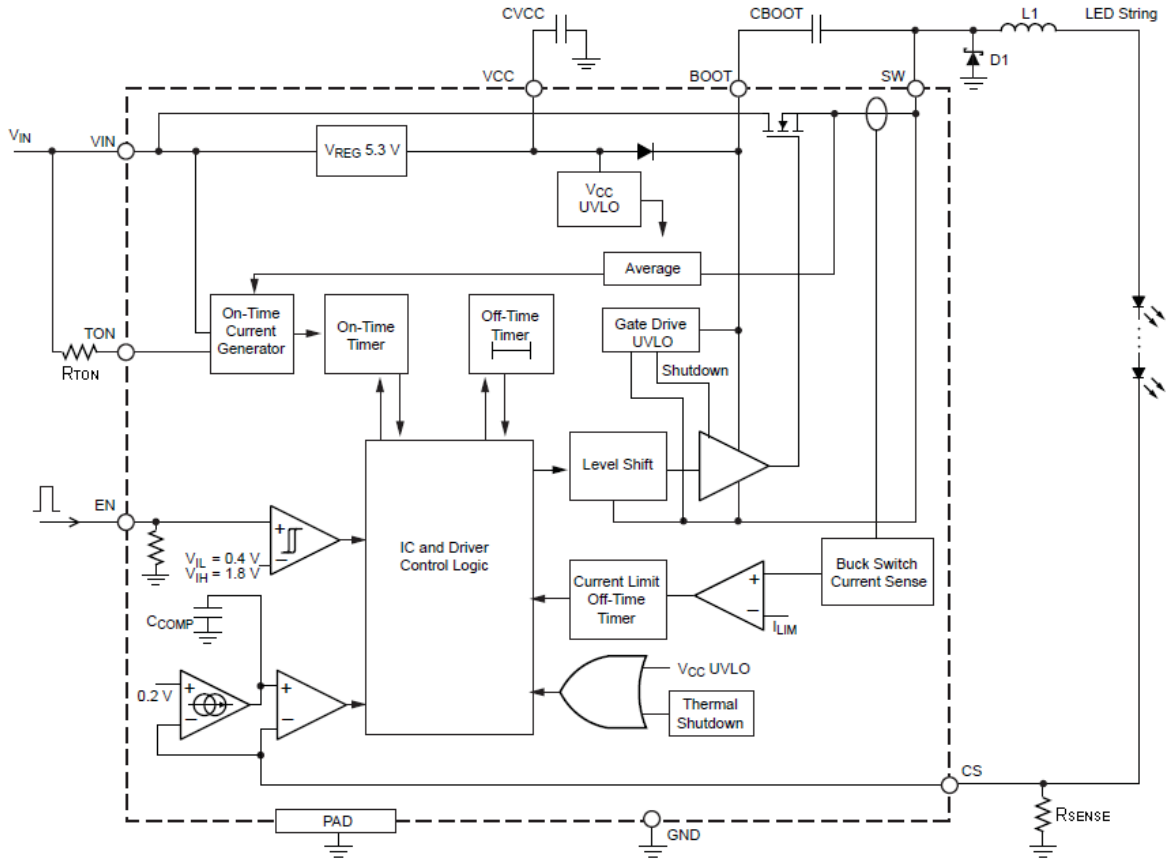 CVCC
CBOOT
L1
LED String
D1
VCC
BOOT
SW
VIN
VIN
VREG 5.3 V
VCC
UVLO
Average
On-Time
Current
Generator
On-Time
Timer
Off-Time
Timer
Gate Drive
UVLO
TON
RTON
Shutdown
Level Shift
EN
+
−
VIL = 0.4 V
VIH = 1.8 V
IC and Driver
Control Logic
Current Limit
Off-Time
Timer
+
−
ILIM
Buck Switch
Current Sense
CCOMP
0.2 V
+
−
+
−
VCC UVLO
Thermal
Shutdown
CS
RSENSE
PAD
GND